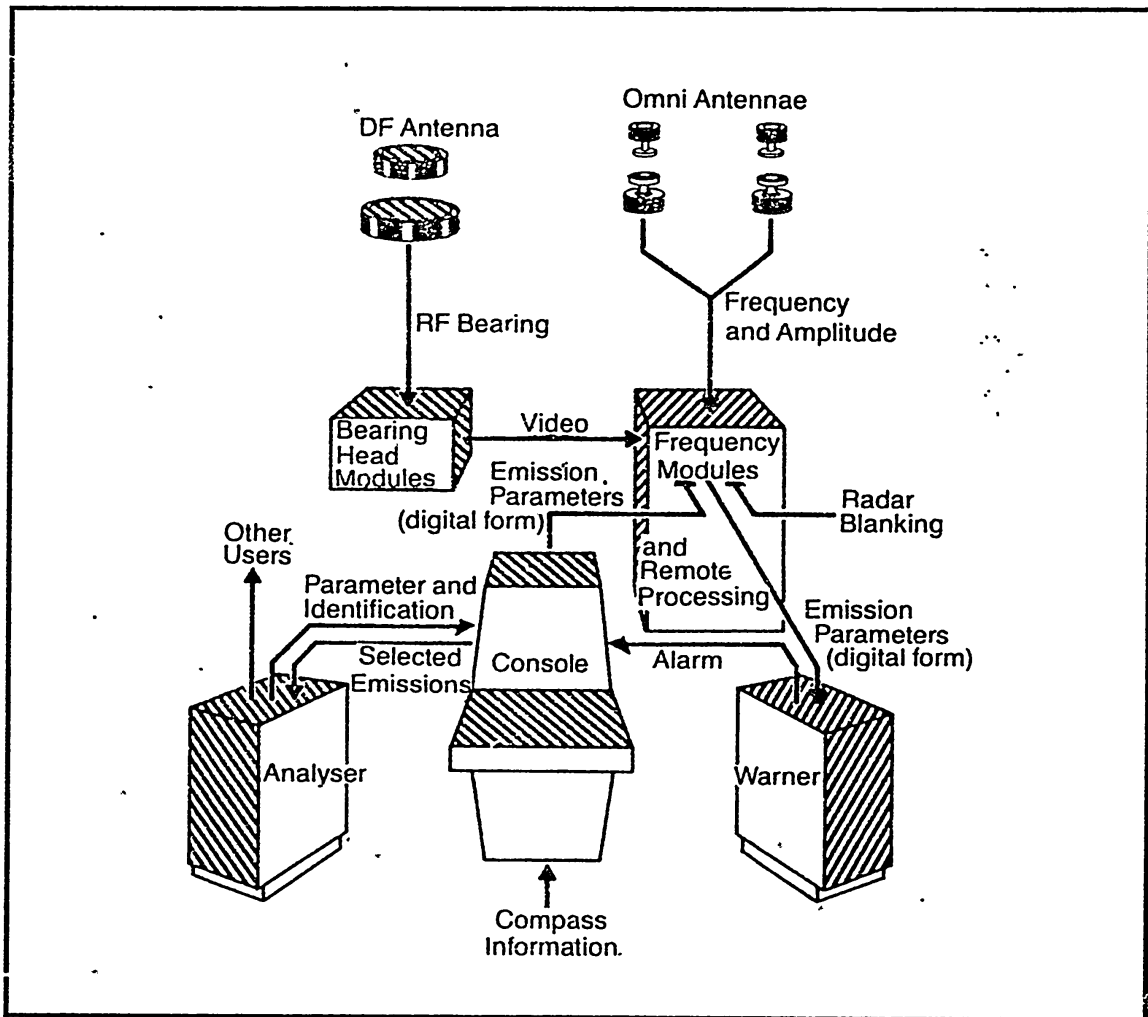 Omni Antennae
DF Antenna
RF Bearing
Frequency
and Amplitude
Bearing
Head
Modules
Video
Frequency
Modules
Emission
Parameters
(digital form)
Radar
Blanking
Other
Users
and
Remote
Processing
Parameter and
Identification
Emission
Parameters
(digital form)
Selected
Emissions
Console
Alarm
Analyser
Warner
Compass
Information.